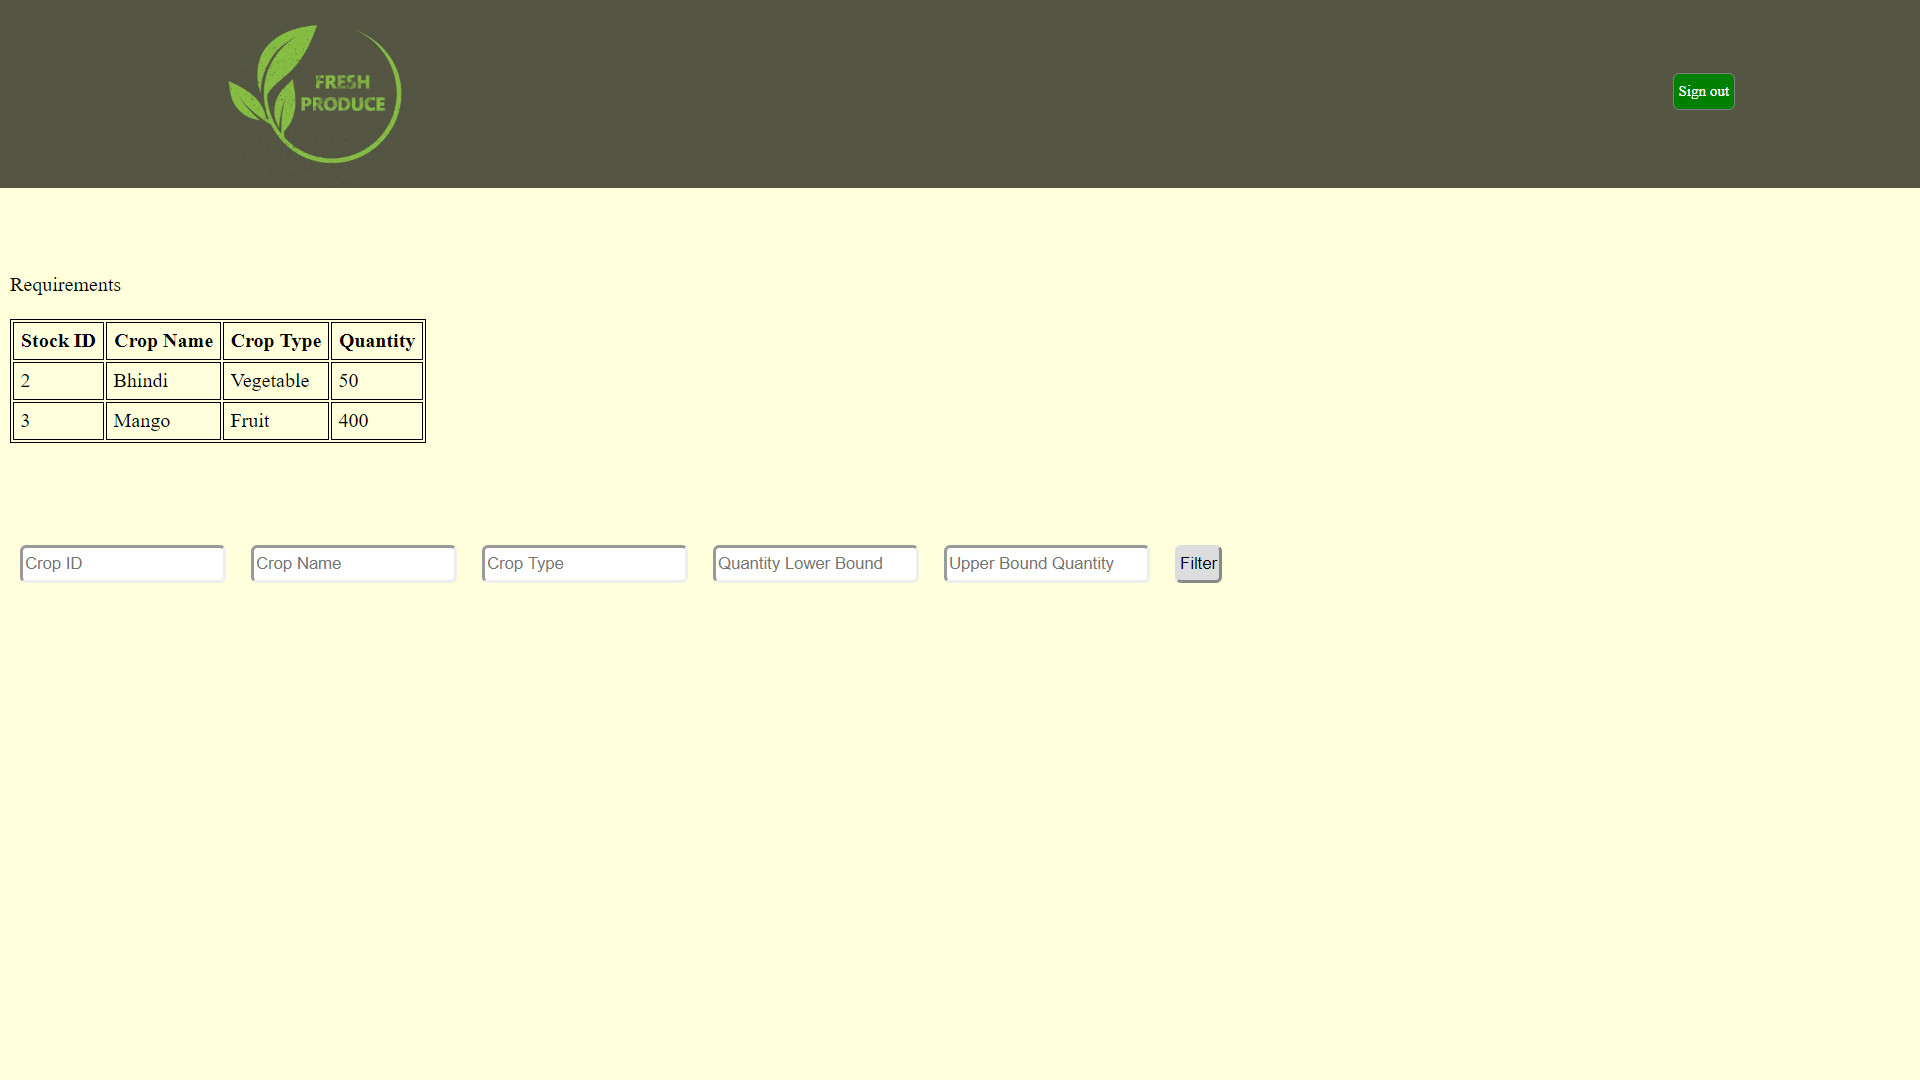 FRESH
PRODUCE
Sign out
Requirements
Stock ID Crop Name Crop Type Quantity
2 Bhindi Vegetable 50
3 Mango Fruit 400
Crop ID Crop Name Crop Type Quantity Lower Bound Upper Bound Quantity Filter